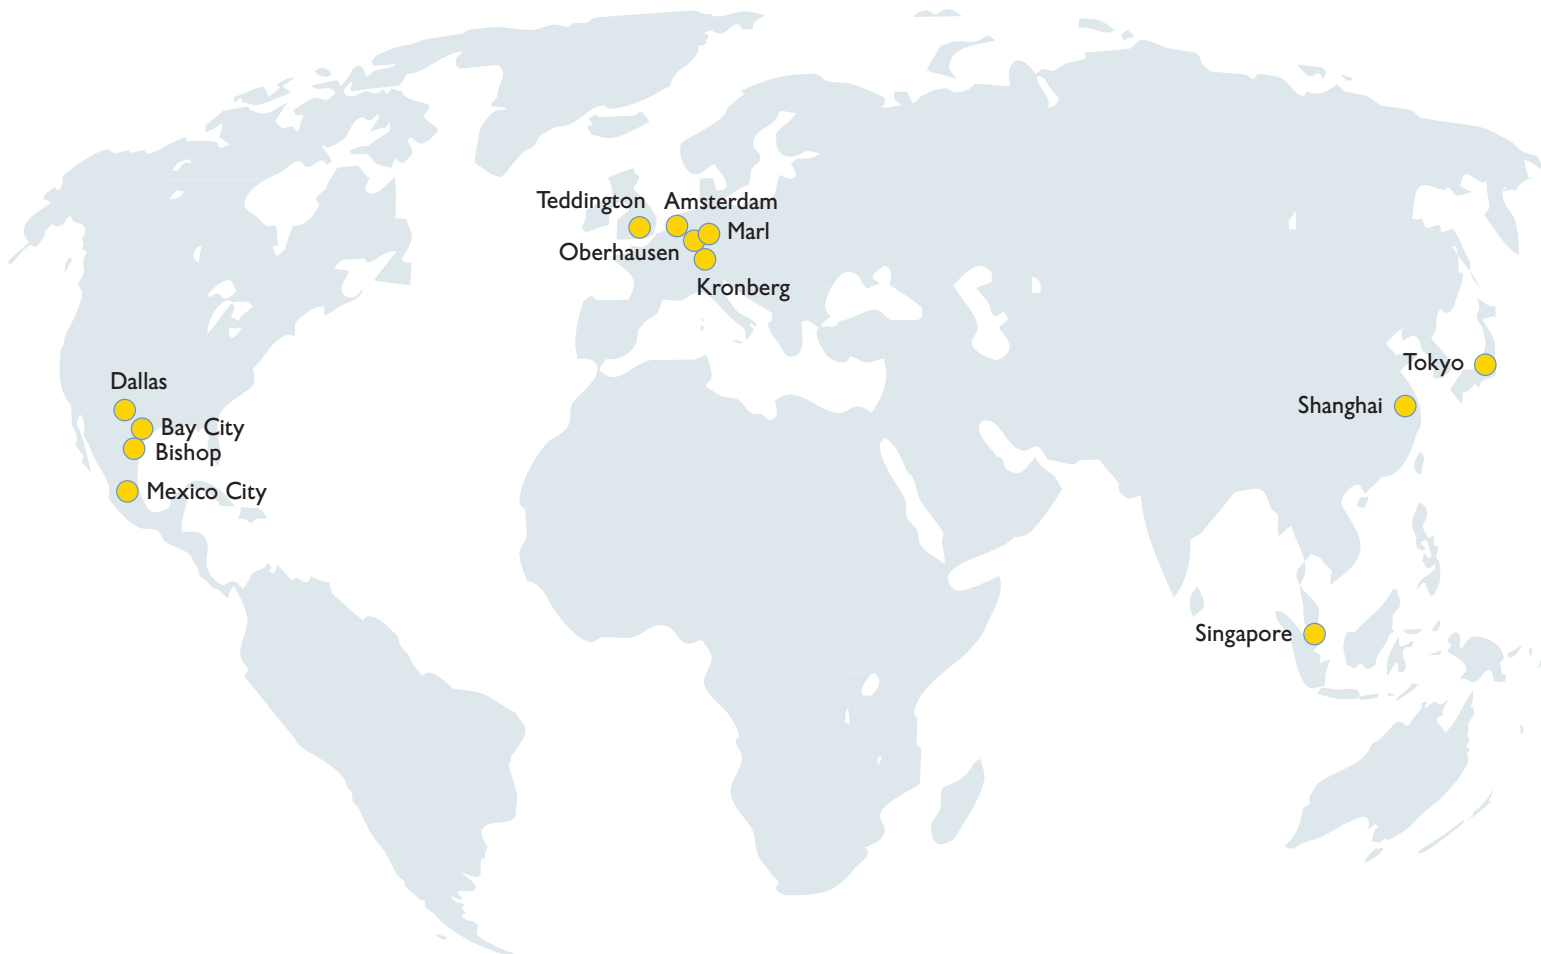 Teddington
Amsterdam
Marl
Oberhausen
Kronberg
Tokyo
Dallas
Shanghai
Bay City
Bishop
Mexico City
Singapore